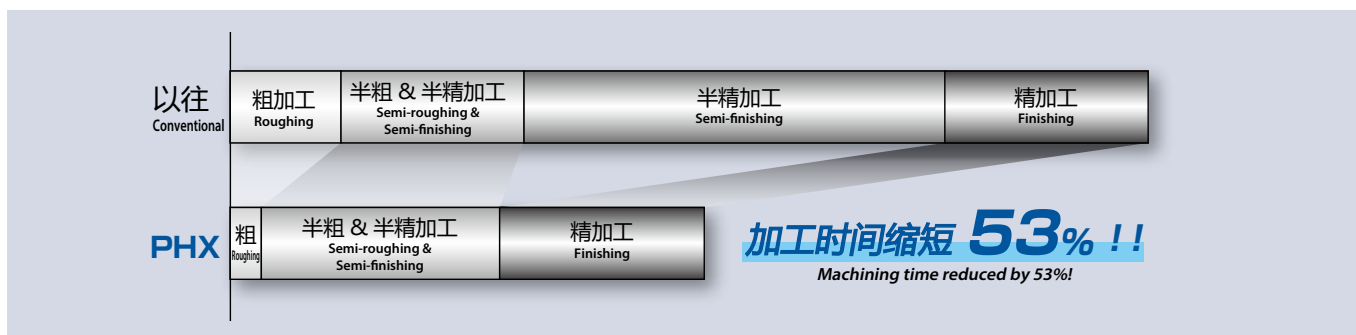 以往
Conventional
粗加工
Roughing
半粗 & 半精加工
Semi-roughing &
Semi-finishing
半精加工
Semi-finishing
精加工
Finishing
PHX
粗
Roughing
半粗 & 半精加工
Semi-roughing &
Semi-finishing
精加工
Finishing
加工时间缩短 53% !!
Machining time reduced by 53%!